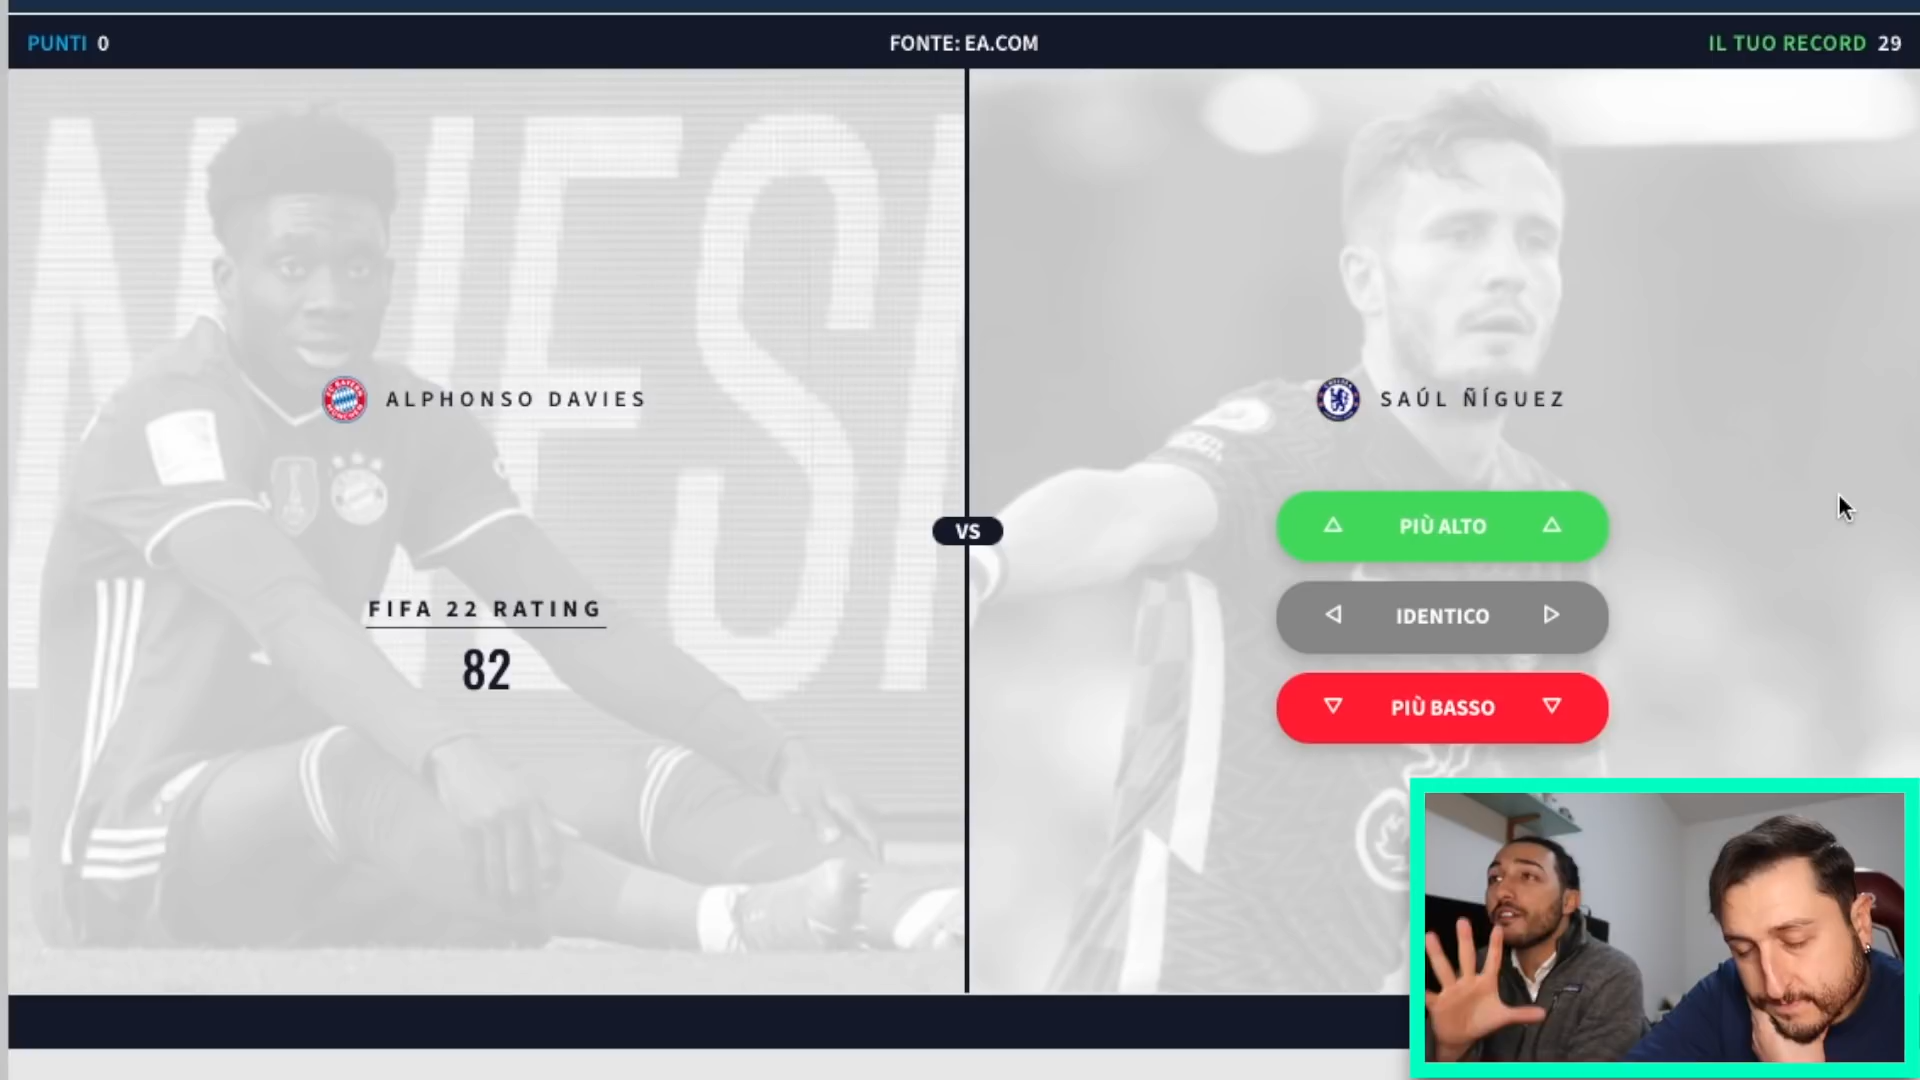 PUNTI 0
FONTE: EA.COM
IL TUO RECORD 29
ALPHONSO DAVIES
FIFA 22 RATING
82
VS
SAÚL ÑÍGUEZ
PIÙ ALTO
IDENTICO
PIÙ BASSO